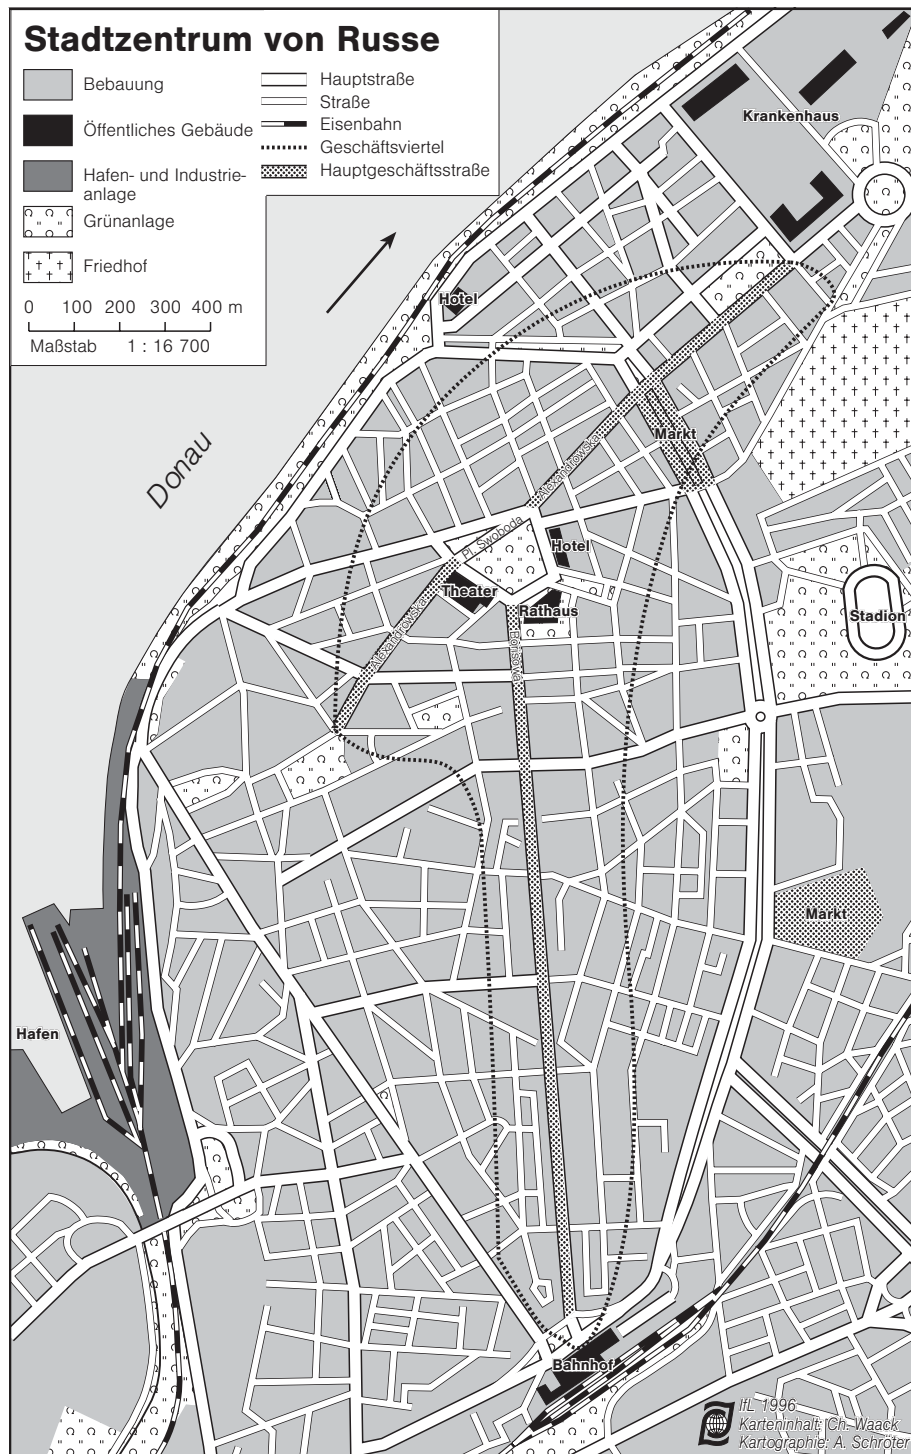 Stadtzentrum von Russe
Bebauung
Öffentliches Gebäude
Hafen- und Industrie-
anlage
Grünanlage
Friedhof
Hauptstraße
Straße
Eisenbahn
Geschäftsviertel
Hauptgeschäftsstraße
0 100 200 300 400 m
Maßstab 1 : 16 700
Krankenhaus
Hotel
Donau
Markt
Alexandrowska
Pl. Swoboda
Hotel
Theater
Rathaus
Alexandrowska
Borisowa
Stadion
Markt
Hafen
Bahnhof
IfL 1996
Karteninhalt: Ch. Waack
Kartographie: A. Schröter